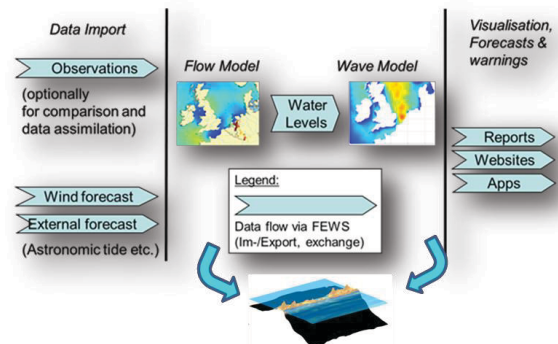 Data Import
Observations
(optionally
for comparison and
data assimilation)
Wind forecast
External forecast
(Astronomic tide etc.)
Flow Model
Water
Levels
Wave Model
Legend:
Data flow via FEWS
(Im-/Export, exchange)
Visualisation,
Forecasts &
warnings
Reports
Websites
Apps